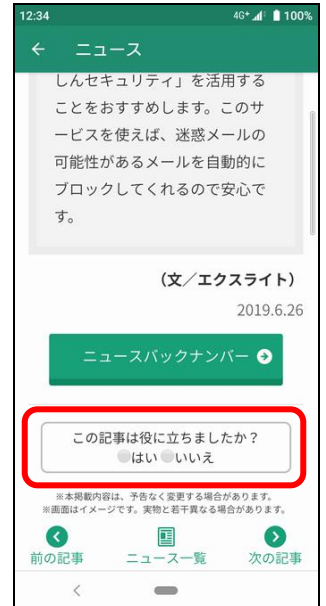 12:34
4G+
100%
ニュース
しんセキュリティ」を活用する
ことをおすすめします。このサ
ービスを使えば、迷惑メールの
可能性があるメールを自動的に
ブロックしてくれるので安心で
す。
(文／エクスライト)
2019.6.26
ニュースバックナンバー
この記事は役に立ちましたか？
はい いいえ
※本掲載内容は、予告なく変更する場合があります。
※画面はイメージです。実物と若干異なる場合があります。
前の記事 ニュース一覧 次の記事